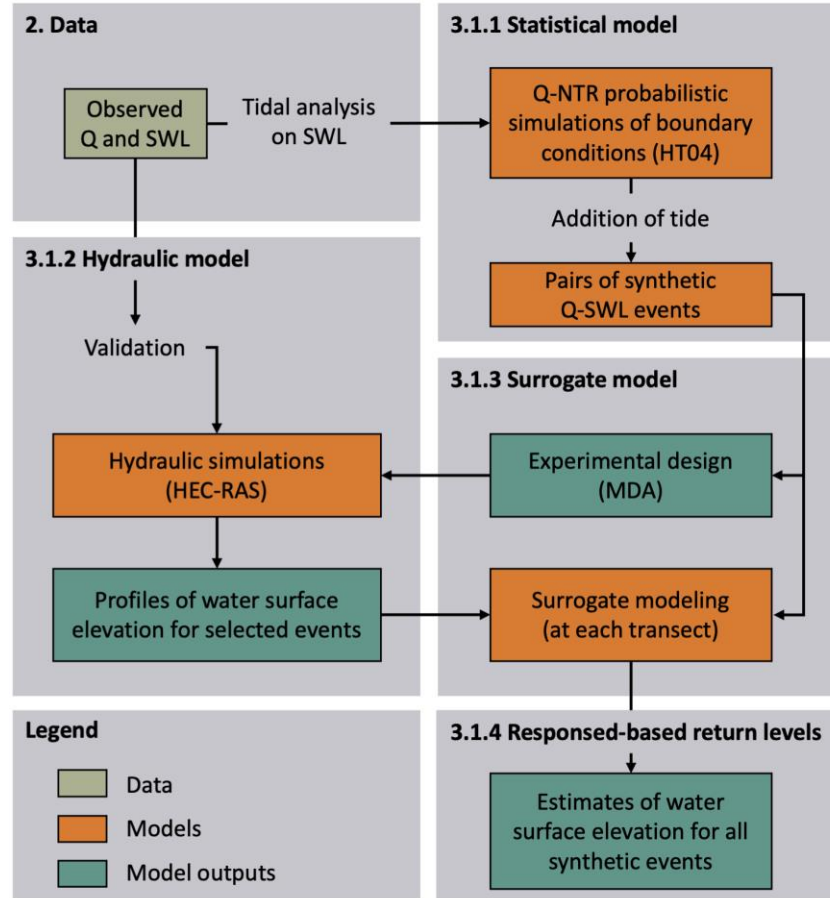 2. Data
Observed
Q and SWL
Tidal analysis
on SWL
3.1.1 Statistical model
Q-NTR probabilistic
simulations of boundary
conditions (HT04)
Addition of tide
Pairs of synthetic
Q-SWL events
3.1.2 Hydraulic model
Validation
Hydraulic simulations
(HEC-RAS)
Profiles of water surface
elevation for selected events
3.1.3 Surrogate model
Experimental design
(MDA)
Surrogate modeling
(at each transect)
Legend
Data
Models
Model outputs
3.1.4 Responsed-based return levels
Estimates of water
surface elevation for all
synthetic events